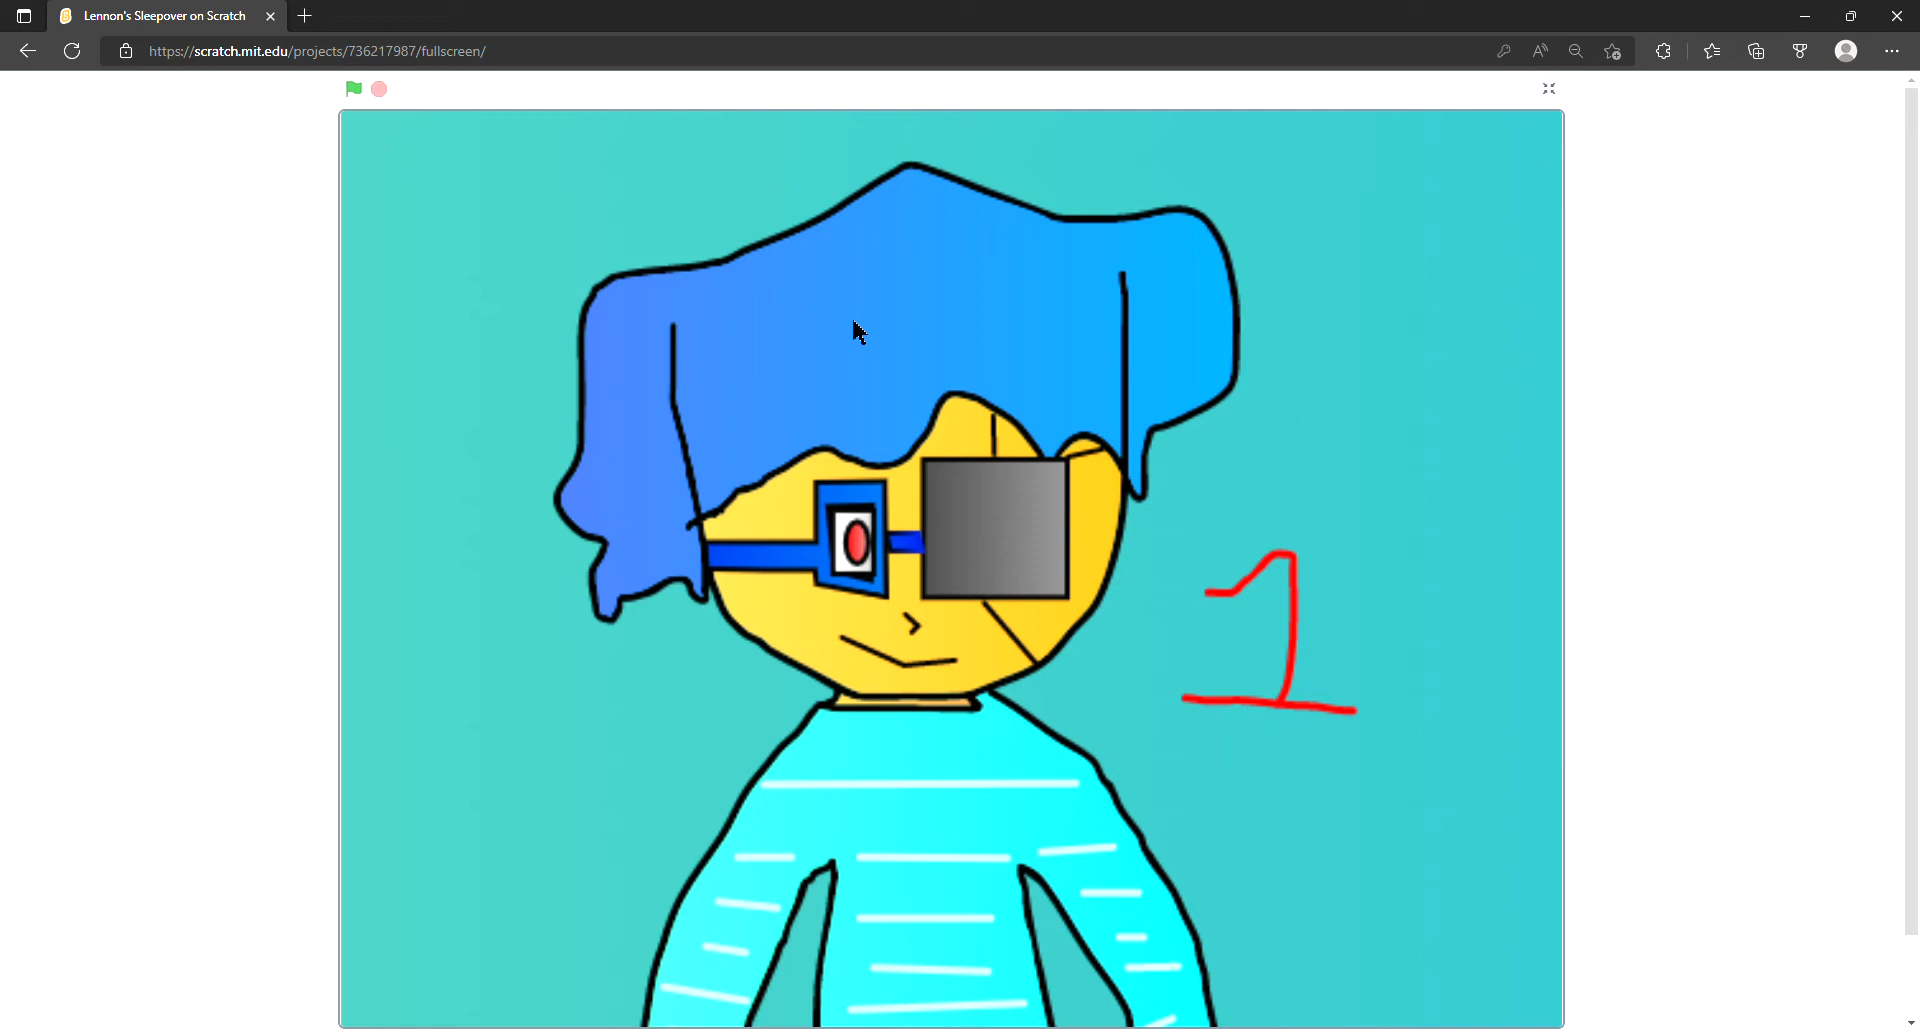 Lennon's Sleepover on Scratch
https://scratch.mit.edu/projects/736217987/fullscreen/
1